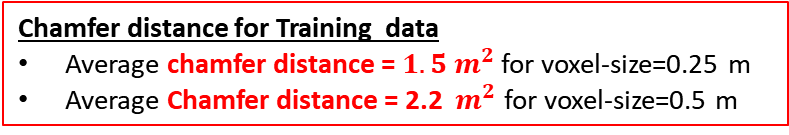 Chamfer distance for Training data
• Average chamfer distance = 1.5 m² for voxel-size=0.25 m
• Average Chamfer distance = 2.2 m² for voxel-size=0.5 m